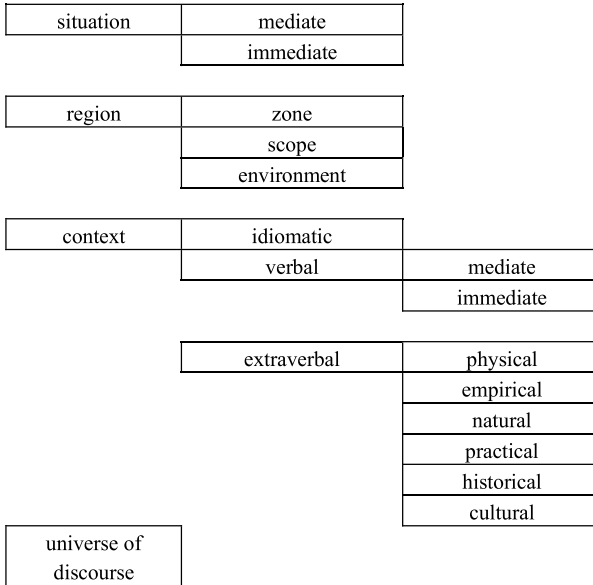 situation mediate
immediate
region zone
scope
environment
context idiomatic
verbal mediate
immediate
extraverbal physical
empirical
natural
practical
historical
cultural
universe of
discourse